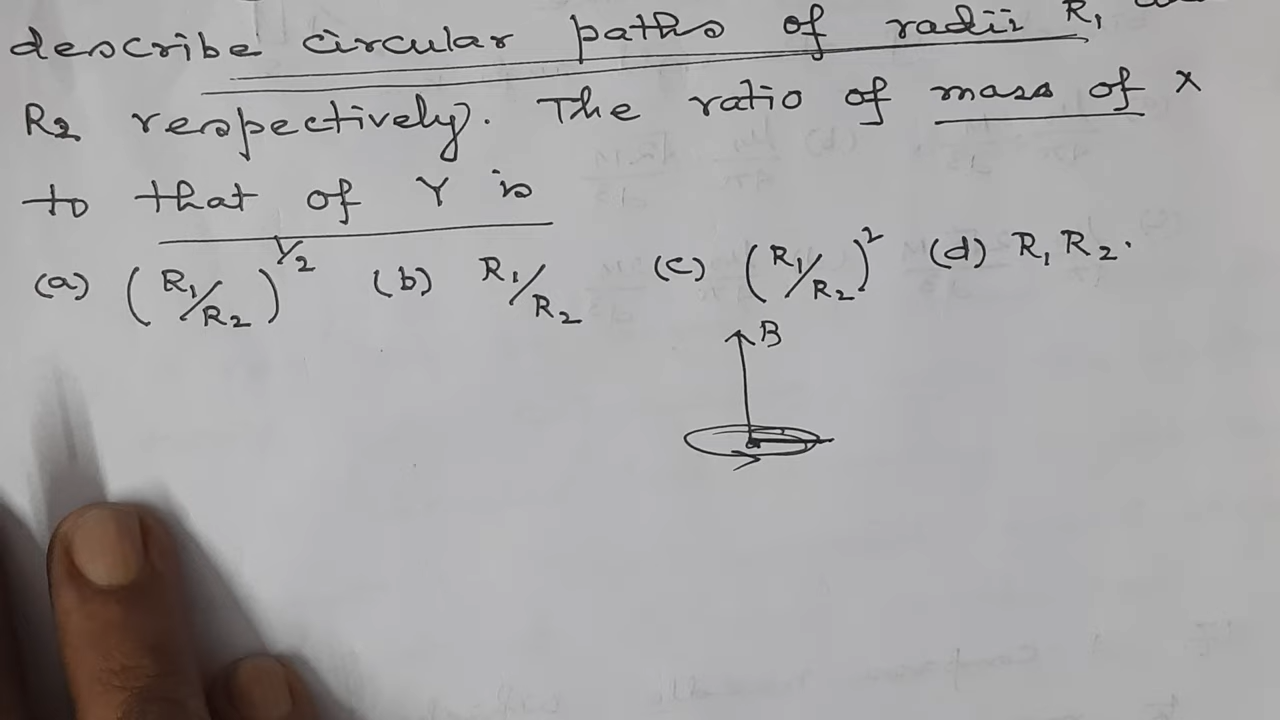 describe circular paths of radii R₁
R₂ respectively. The ratio of mass of X
to that of Y is
(a) (R₁/R₂)^1/2 (b) R₁/R₂ (c) (R₁/R₂)² (d) R₁ R₂.
B